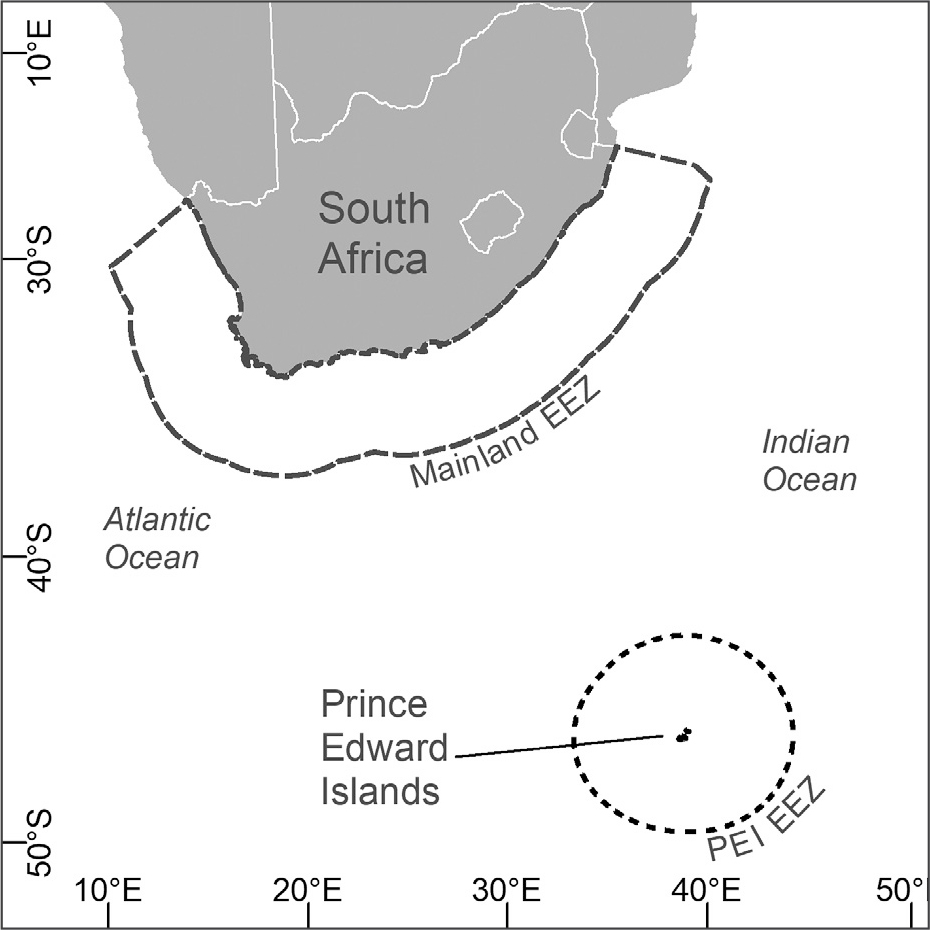 10°E
South
Africa
30°S
Mainland EEZ
Indian
Ocean
Atlantic
Ocean
40°S
Prince
Edward
Islands
PEI EEZ
50°S
10°E
20°E
30°E
40°E
50°